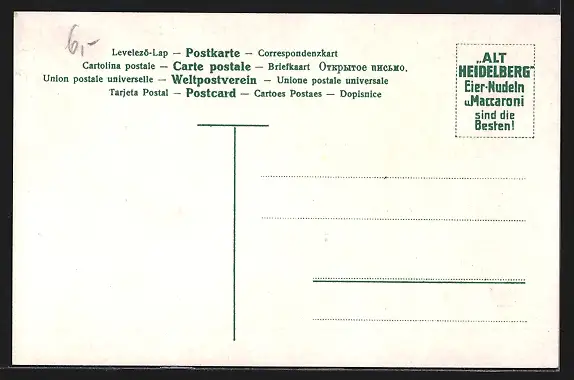 6,-
Levelező-Lap — Postkarte — Correspondenzkart
Cartolina postale — Carte postale — Briefkaart Открытое письмо.
Union postale universelle — Weltpostverein — Unione postale universale
Tarjeta Postal — Postcard — Cartoes Postaes — Dopisnice
„ALT
HEIDELBERG"
Eier-Nudeln
u Maccaroni
sind die
Besten!